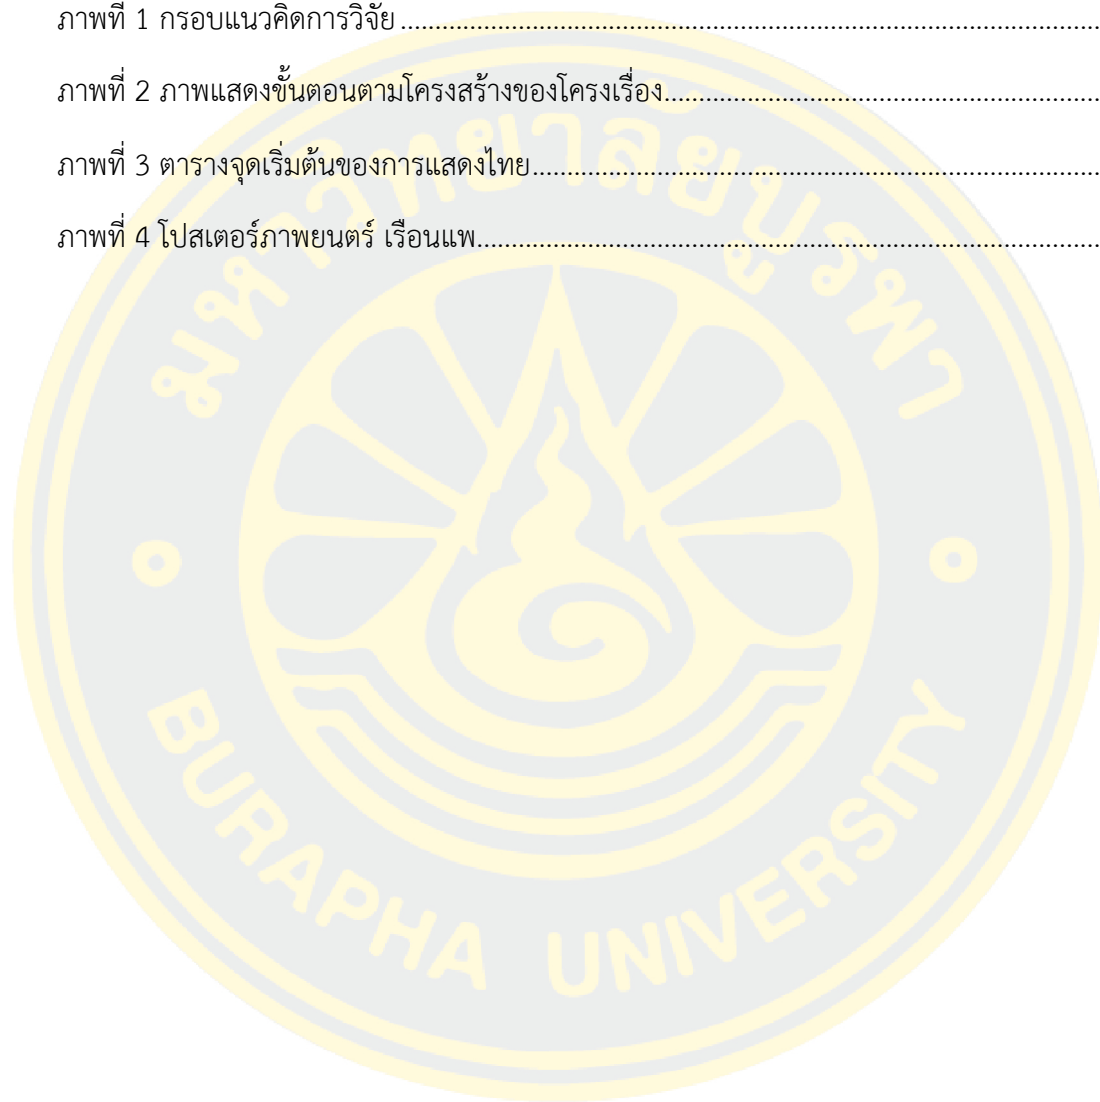 ภาพที่ 1 กรอบแนวคิดการวิจัย........................................................................................................
ภาพที่ 2 ภาพแสดงขั้นตอนตามโครงสร้างของโครงเรื่อง................................................................
ภาพที่ 3 ตารางจุดเริ่มต้นของการแสดงไทย....................................................................................
ภาพที่ 4 โปสเตอร์ภาพยนตร์ เรือนแพ............................................................................................
มหาวิทยาลัยบูรพา
BURAPHA UNIVERSITY